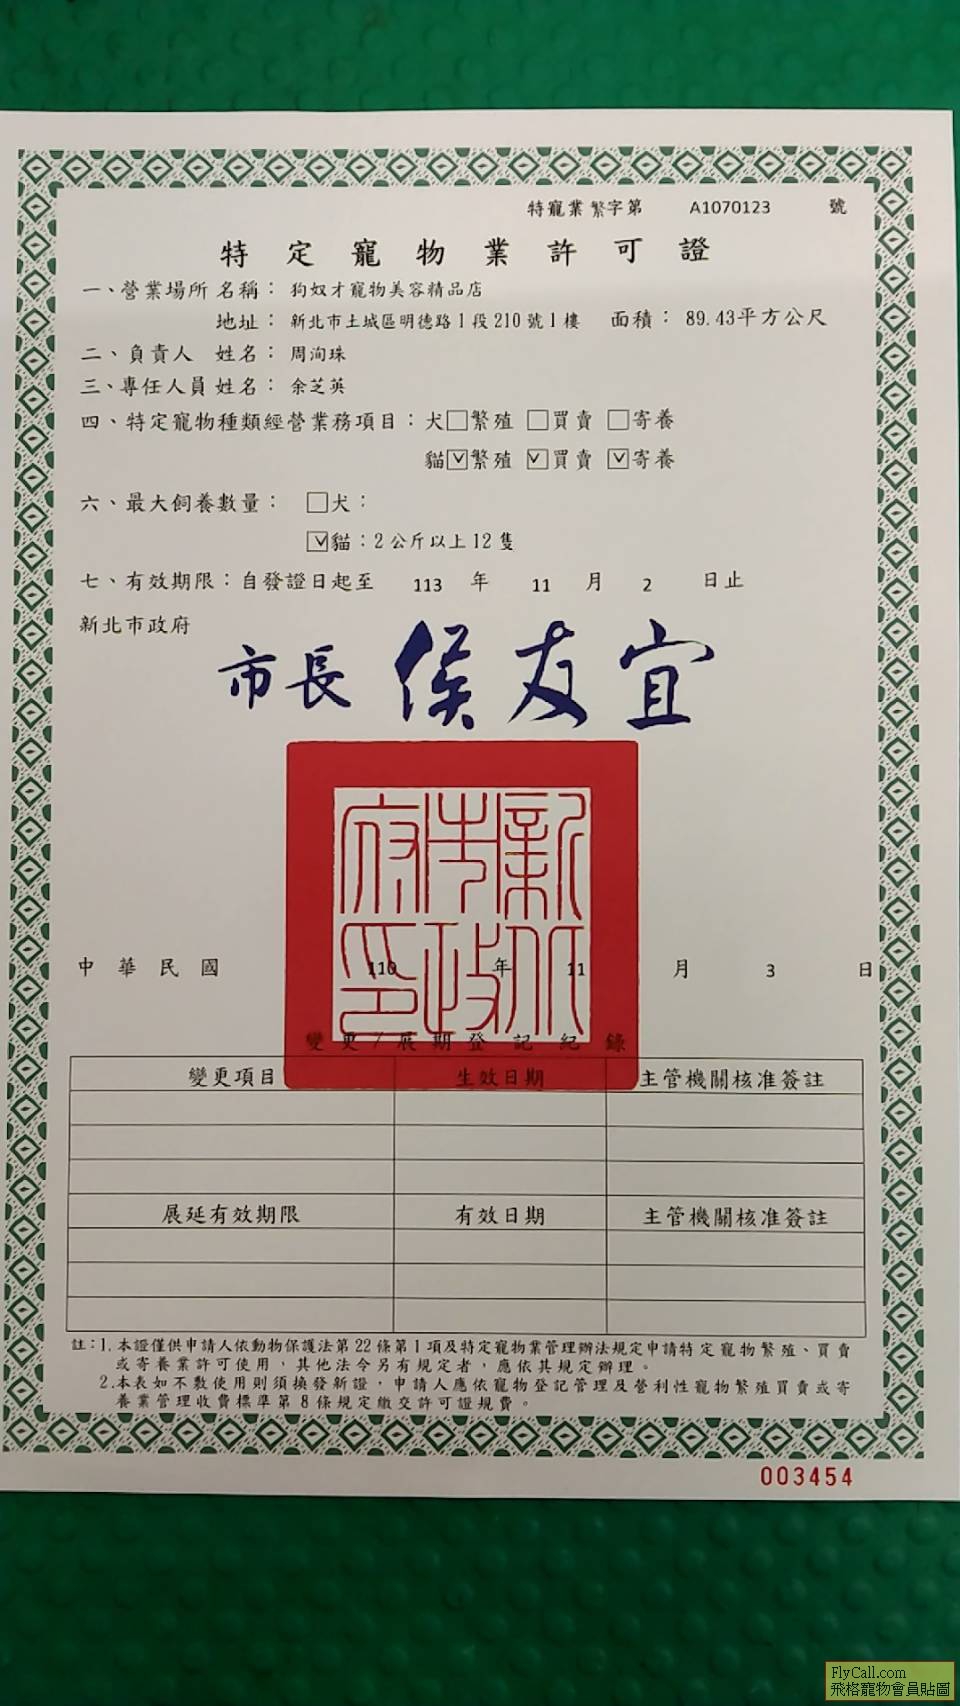 特寵業繁字第 A1070123 號
特定寵物業許可證
一、營業場所名稱：狗奴才寵物美容精品店
地址：新北市土城區明德路1段210號1樓 面積：89.43平方公尺
二、負責人 姓名：周洵珠
三、專任人員姓名：余芝英
四、特定寵物種類經營業務項目：犬□繁殖 □買賣 □寄養
貓☑繁殖 ☑買賣 ☑寄養
六、最大飼養數量：□犬：
☑貓：2公斤以上12隻
七、有效期限：自發證日起至 113 年 11 月 2 日止
新北市政府
市長 侯友宜
新北市政府印
中華民國 110 年 11 月 3 日
變更/展期登記紀錄
變更項目 生效日期 主管機關核准簽註
展延有效期限 有效日期 主管機關核准簽註
註：1.本證僅供申請人依動物保護法第22條第1項及特定寵物業管理辦法規定申請特定寵物繁殖、買賣
或寄養業許可使用，其他法令另有規定者，應依其規定辦理。
2.本表如不敷使用則須換發新證，申請人應依寵物登記管理及營利性寵物繁殖買賣或寄
養業管理收費標準第8條規定繳交許可證規費。
003454
FlyCall.com
飛格寵物會員貼圖